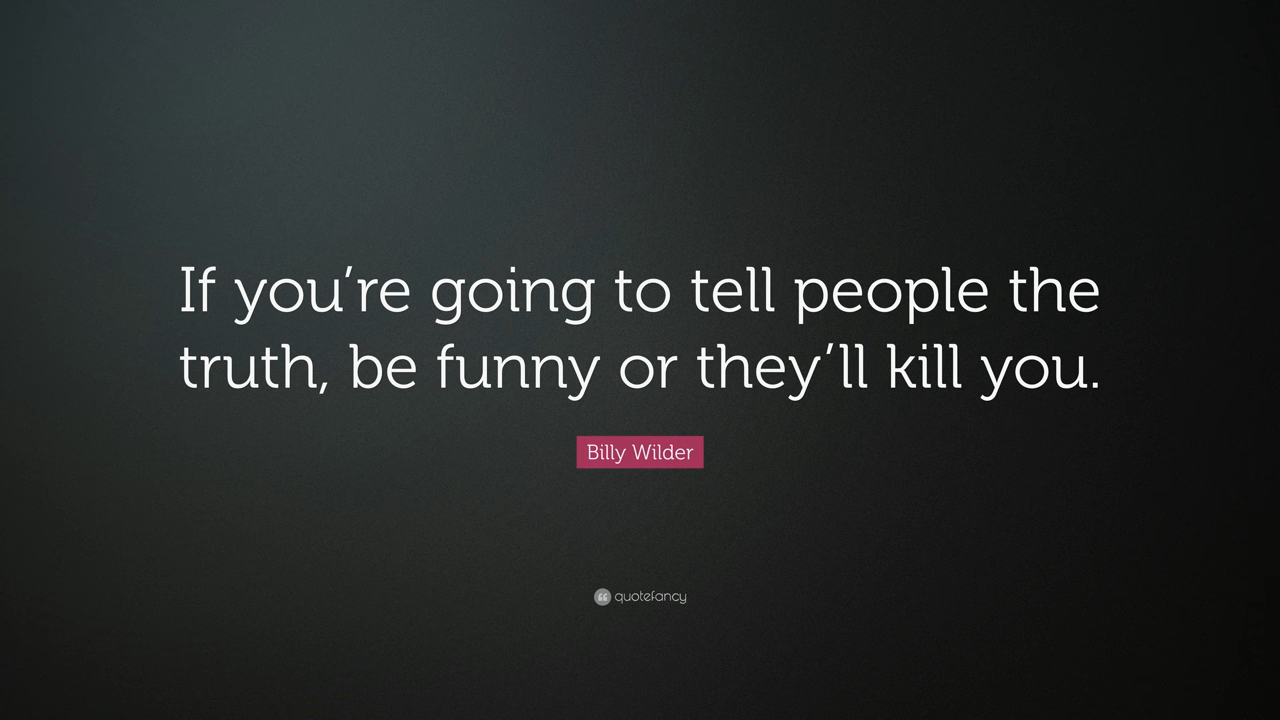 If you’re going to tell people the
truth, be funny or they’ll kill you.
Billy Wilder
quotefancy